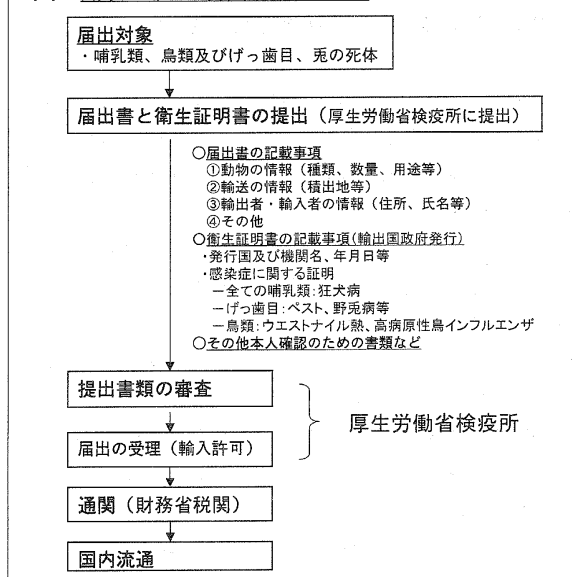 届出対象
・哺乳類、鳥類及びげっ歯目、兎の死体
届出書と衛生証明書の提出（厚生労働省検疫所に提出）
○届出書の記載事項
①動物の情報（種類、数量、用途等）
②輸送の情報（積出地等）
③輸出者・輸入者の情報（住所、氏名等）
④その他
○衛生証明書の記載事項(輸出国政府発行)
・発行国及び機関名、年月日等
・感染症に関する証明
－全ての哺乳類:狂犬病
－げっ歯目:ペスト、野兎病等
－鳥類:ウエストナイル熱、高病原性鳥インフルエンザ
○その他本人確認のための書類など
提出書類の審査
厚生労働省検疫所
届出の受理（輸入許可）
通関（財務省税関）
国内流通